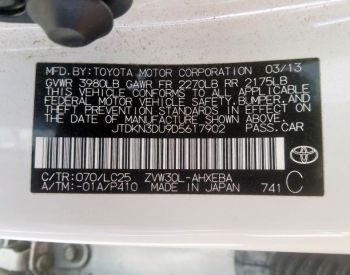 MFD. BY: TOYOTA MOTOR CORPORATION 03/13
GVWR 3980LB GAWR FR 2270LB RR 2175LB
THIS VEHICLE CONFORMS TO ALL APPLICABLE
FEDERAL MOTOR VEHICLE SAFETY, BUMPER, AND
THEFT PREVENTION STANDARDS IN EFFECT ON
THE DATE OF MANUFACTURE SHOWN ABOVE.
JTDKN3DU9D5617902 PASS.CAR
C/TR:070/LC25 ZVW30L-AHXEBA
A/TM:-01A/P410 MADE IN JAPAN 741 C
TOYOTA